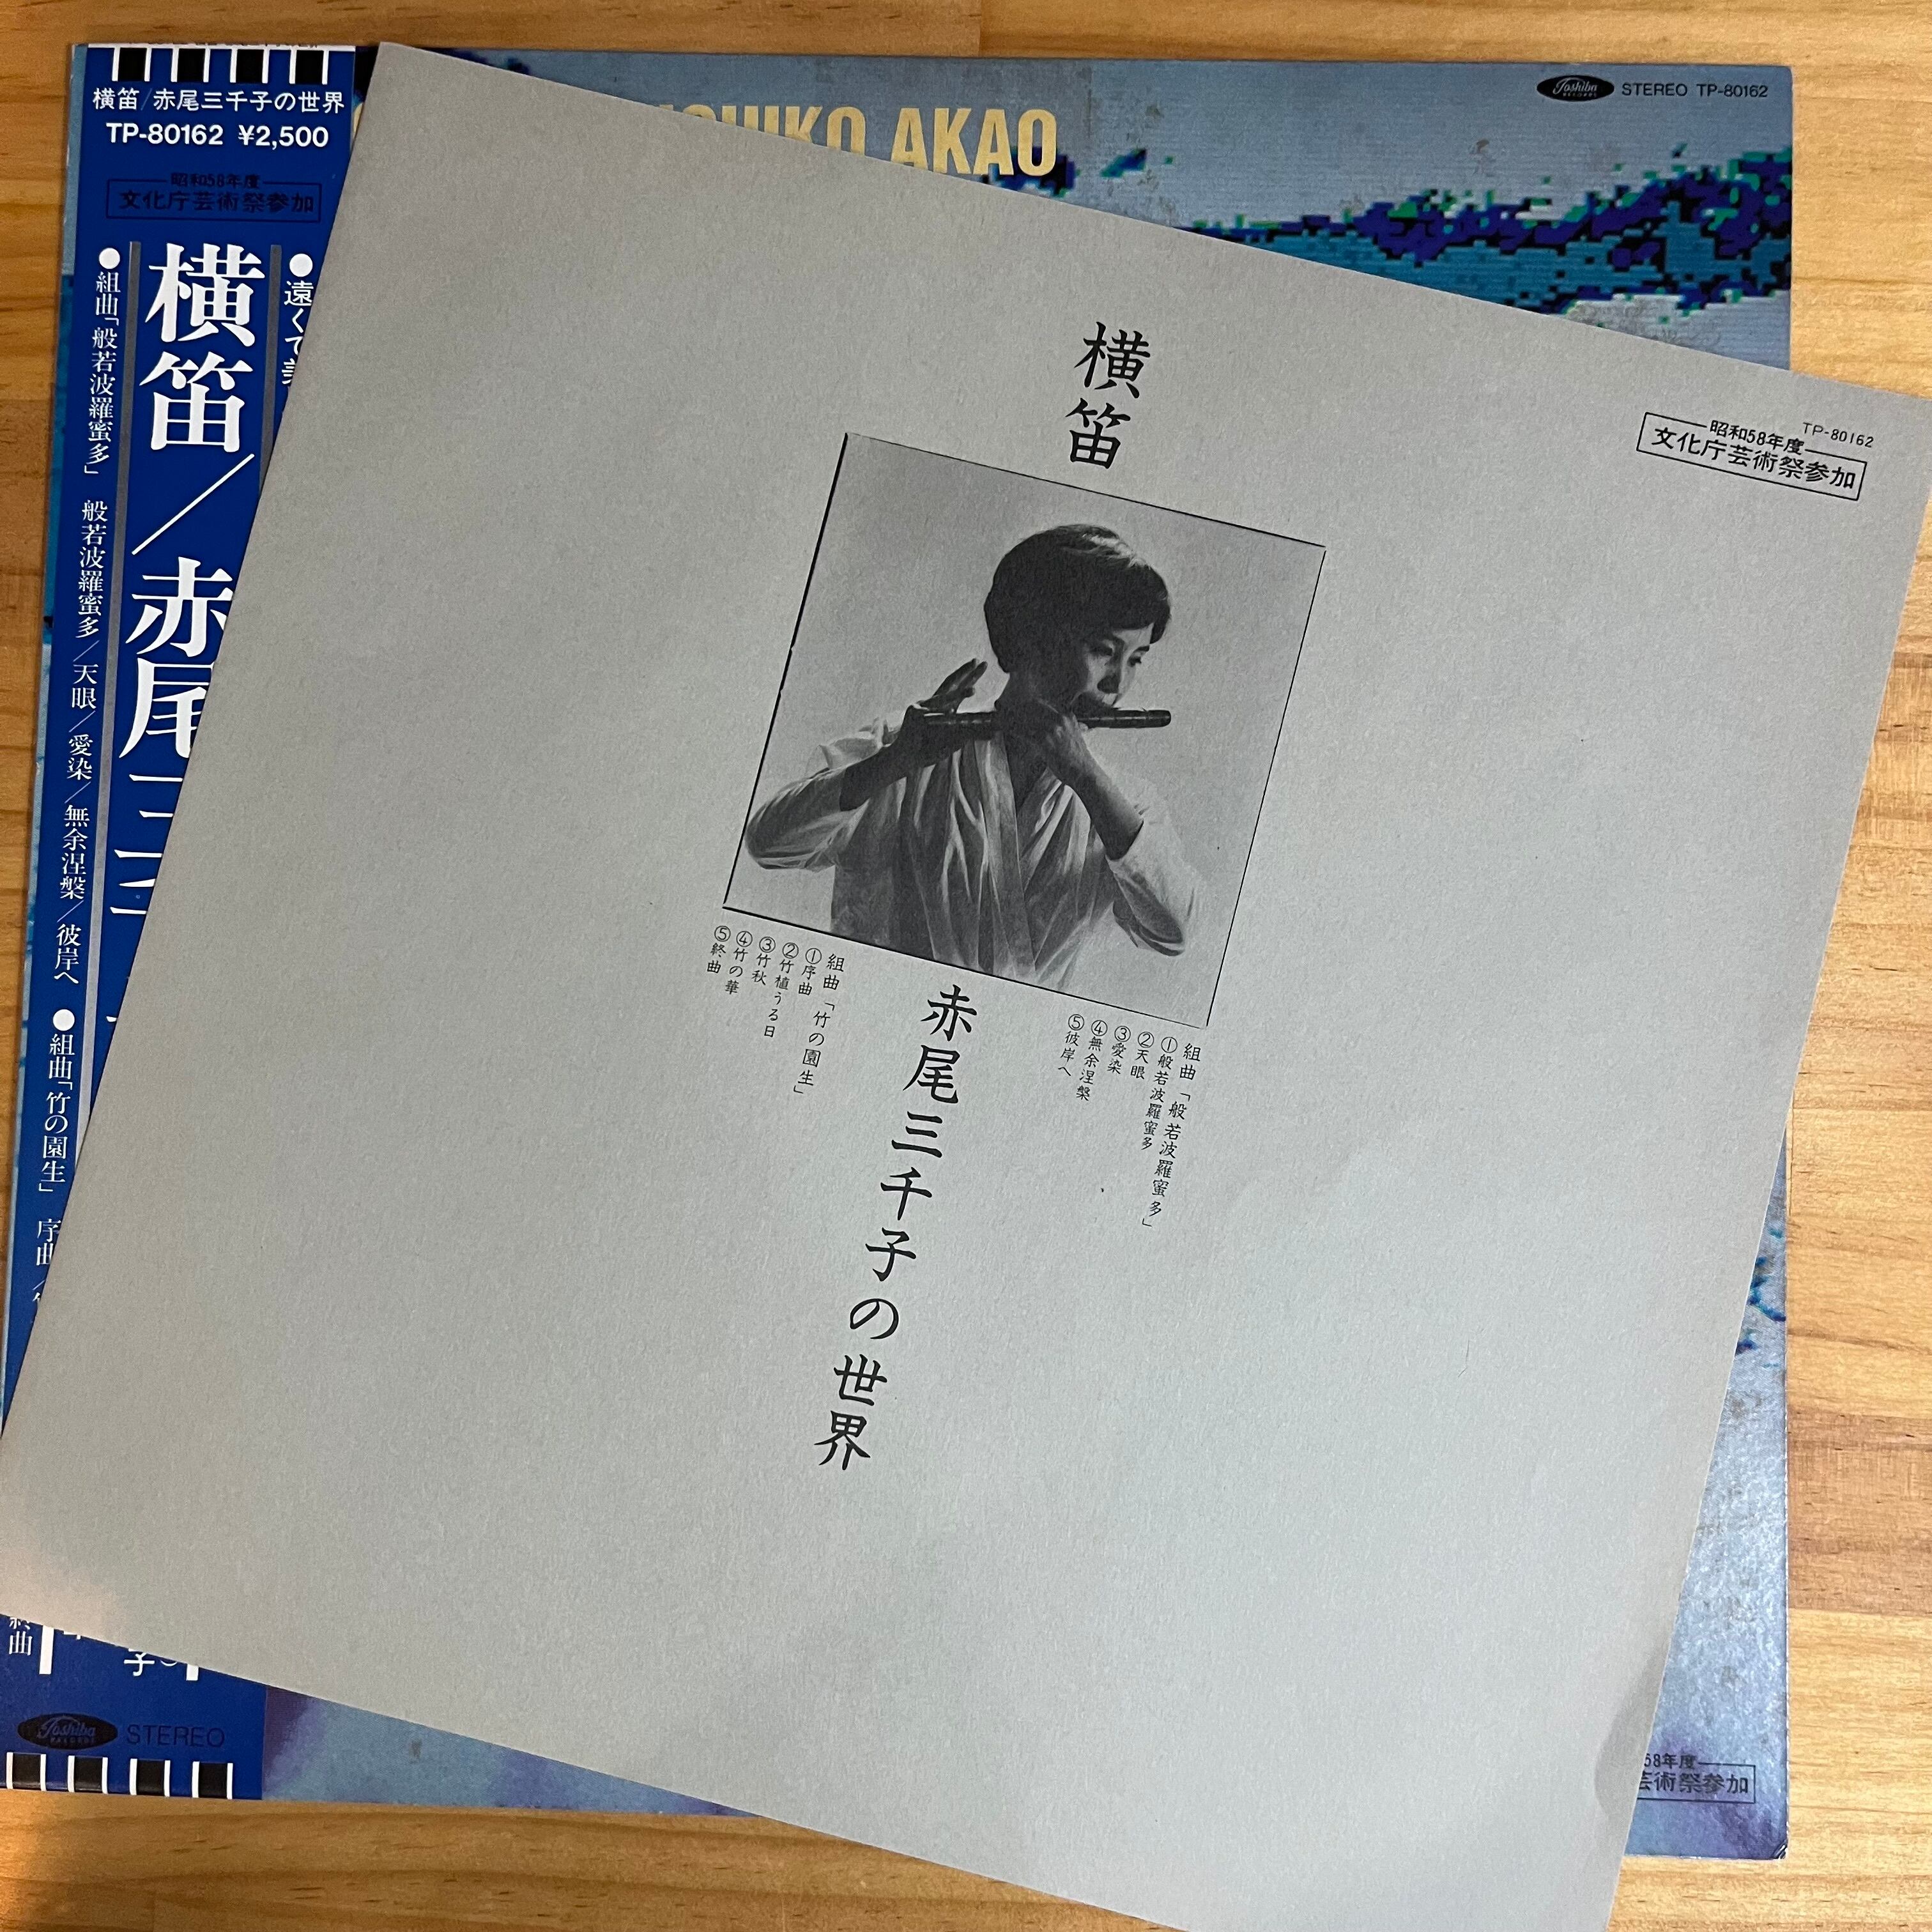 横笛/赤尾三千子の世界
TP-80162 ¥2,500
昭和58年度
文化庁芸術祭参加
●遠くて
横笛/赤尾三
●組曲「般若波羅蜜多」 般若波羅蜜多/天眼/愛染/無余涅槃/彼岸へ ●組曲「竹の園生」 序曲/
終曲
子
Toshiba
RECORDS
STEREO
AKAO
Toshiba
RECORDS
STEREO TP-80162
TP-80162
昭和58年度
文化庁芸術祭参加
横笛
組曲「般若波羅蜜多」
①般若波羅蜜多
②天眼
③愛染
④無余涅槃
⑤彼岸へ
赤尾三千子の世界
組曲「竹の園生」
①序曲
②竹植うる日
③竹秋
④竹の華
⑤終曲
58年度
芸術祭参加